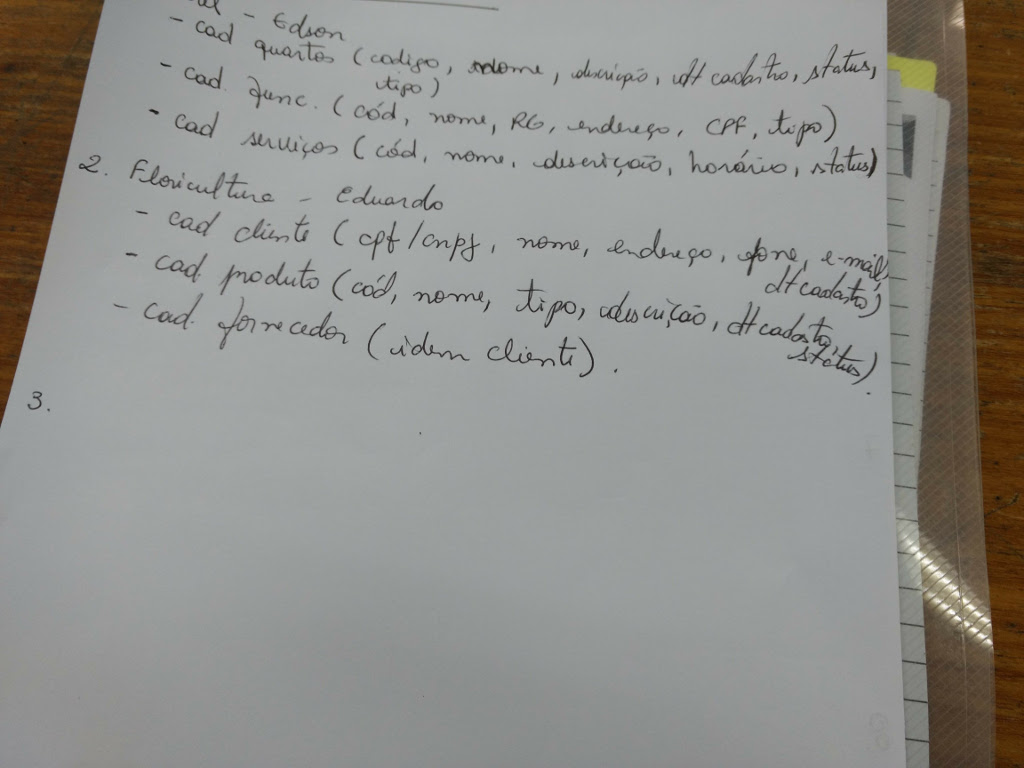 - Edson
- cad quartos (codigo, nome, descrição, dt cadastro, status,
tipo)
- cad. func. (cód, nome, RG, endereço, CPF, tipo)
- cad serviços (cód, nome, descrição, horário, status)
2. Floricultura - Eduardo
- cad cliente (cpf/cnpj, nome, endereço, fone, e-mail,
dt cadastro)
- cad. produto (cód, nome, tipo, descrição, dt cadastro,
status)
- cad. fornecedor (idem cliente).
3.